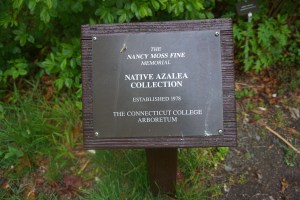 THE
NANCY MOSS FINE
MEMORIAL
NATIVE AZALEA
COLLECTION
ESTABLISHED 1978
THE CONNECTICUT COLLEGE
ARBORETUM